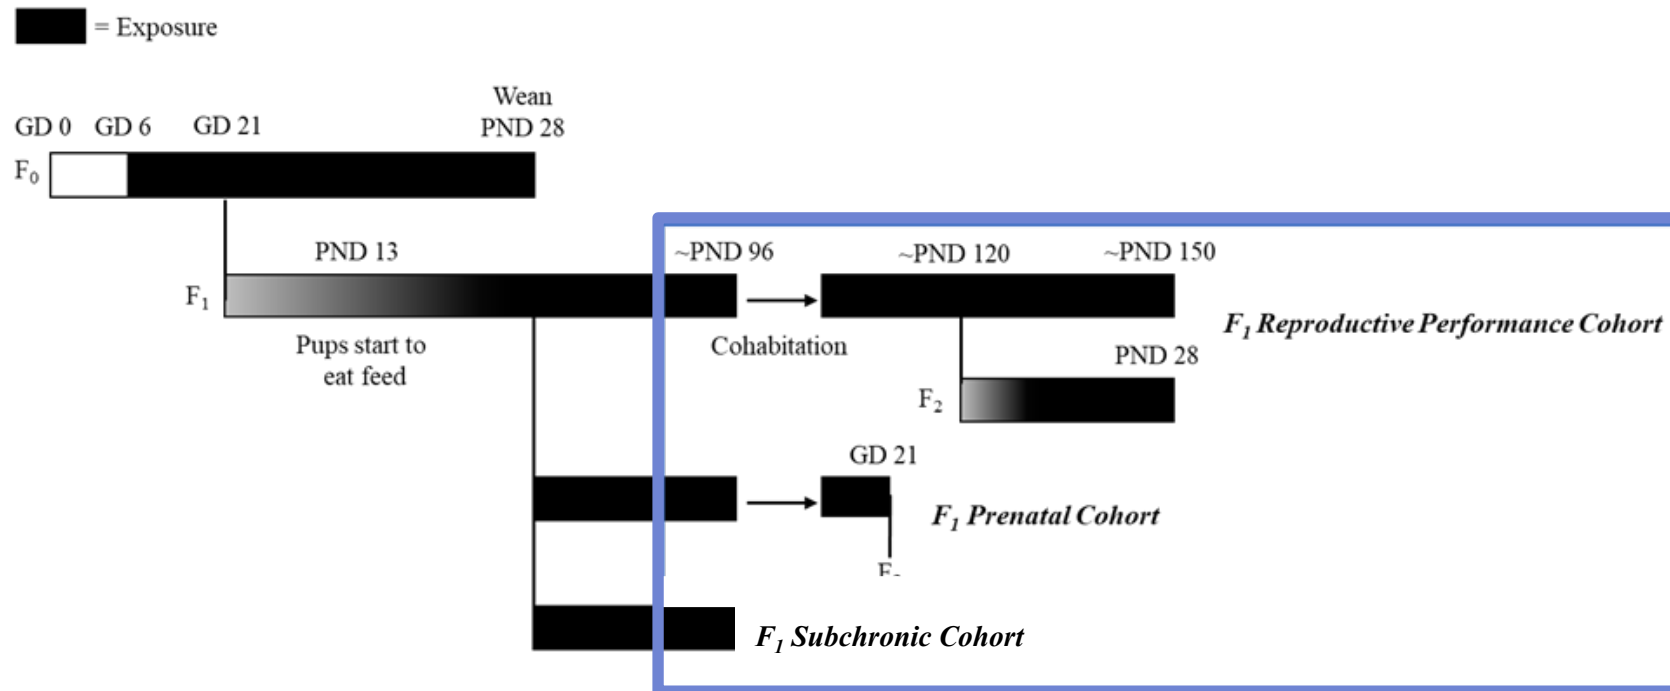 = Exposure
Wean
GD 0 GD 6 GD 21 PND 28
F₀
PND 13 ~PND 96 ~PND 120 ~PND 150
F₁
F₁ Reproductive Performance Cohort
Pups start to
eat feed
Cohabitation
PND 28
F₂
GD 21
F₁ Prenatal Cohort
F₁ Subchronic Cohort